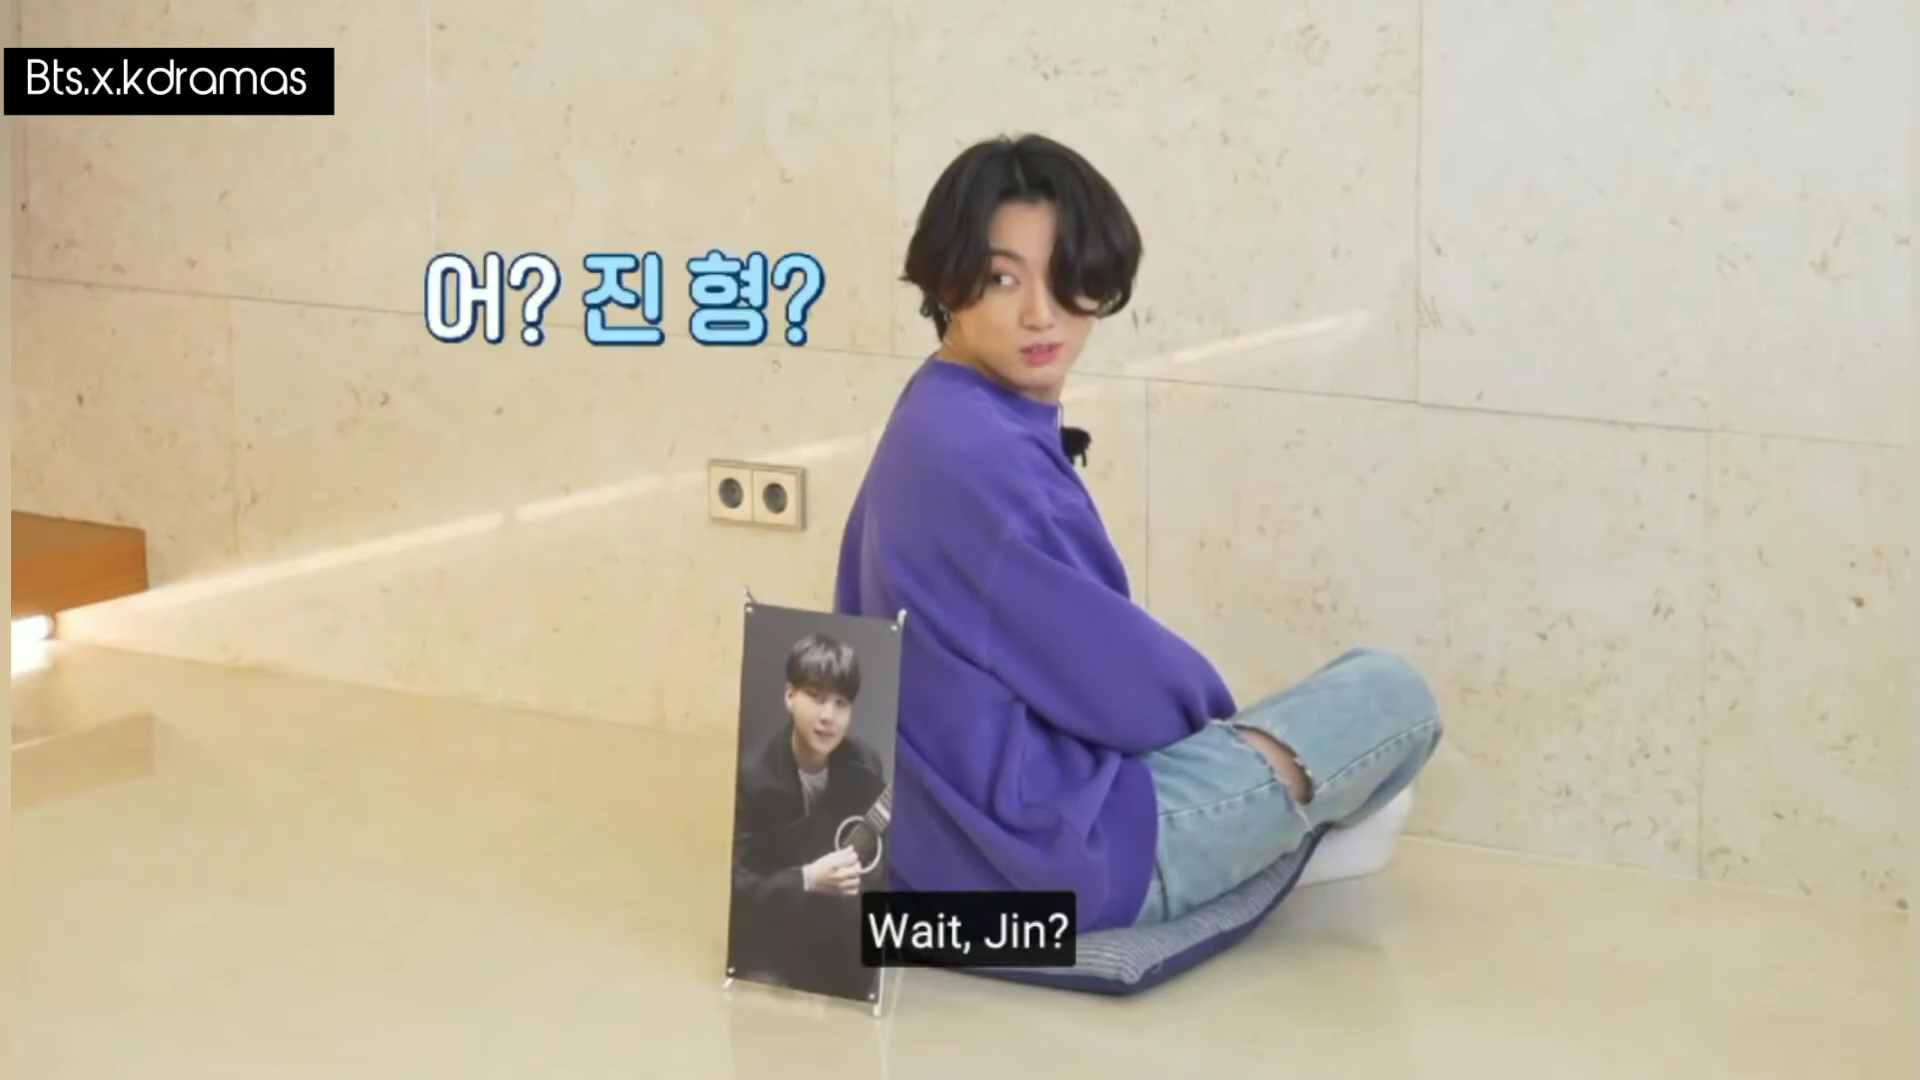 Bts.x.kdramas
어? 진 형?
Wait, Jin?